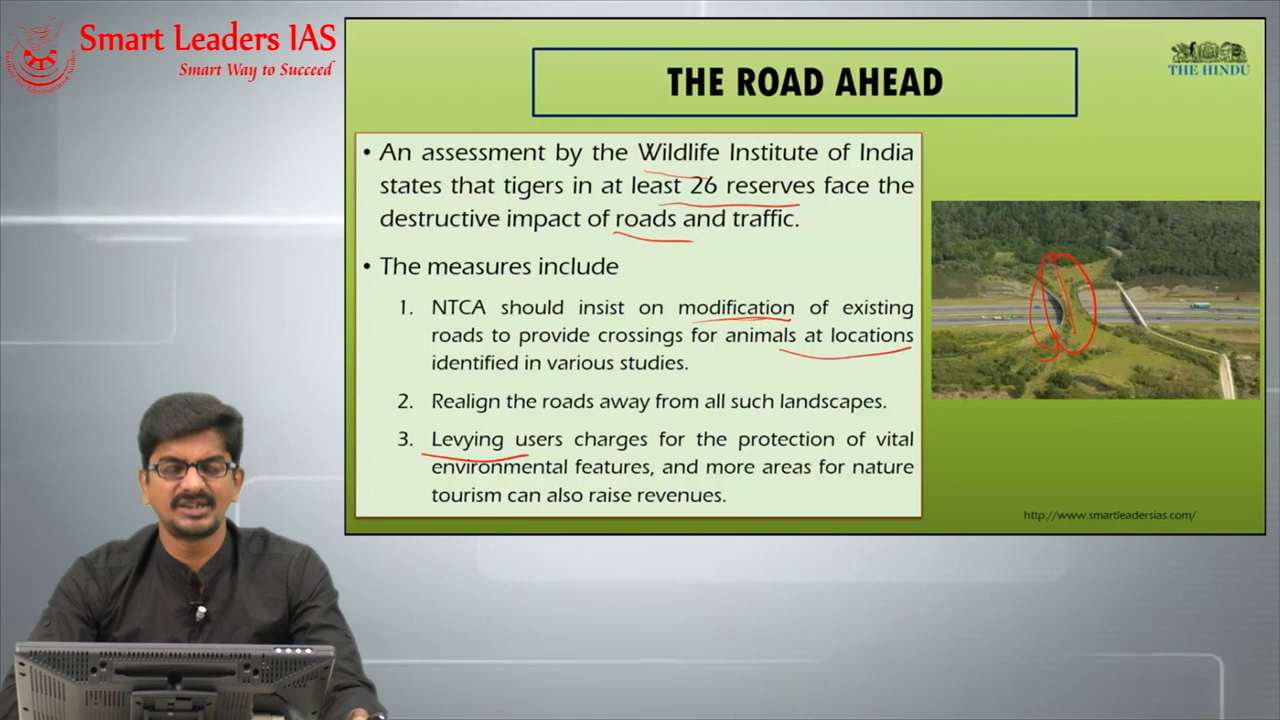 Smart Leaders IAS
Smart Way to Succeed
THE ROAD AHEAD
THE HINDU
• An assessment by the Wildlife Institute of India
states that tigers in at least 26 reserves face the
destructive impact of roads and traffic.
• The measures include
1. NTCA should insist on modification of existing
roads to provide crossings for animals at locations
identified in various studies.
2. Realign the roads away from all such landscapes.
3. Levying users charges for the protection of vital
environmental features, and more areas for nature
tourism can also raise revenues.
http://www.smartleadersias.com/